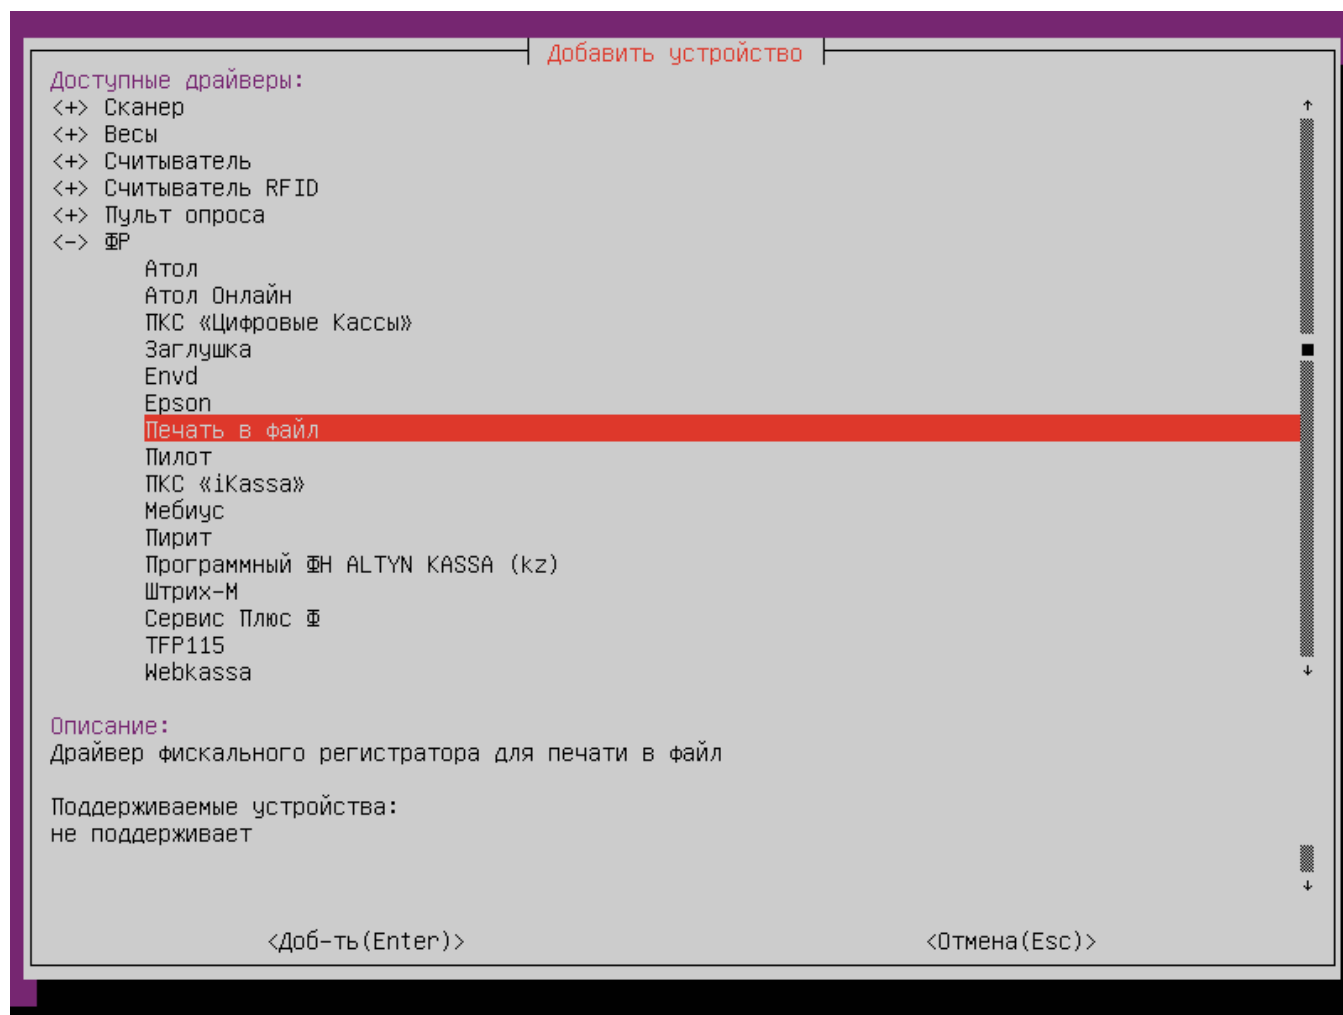 Добавить устройство
Доступные драйверы:
<+> Сканер
<+> Весы
<+> Считыватель
<+> Считыватель RFID
<+> Пульт опроса
<-> ФР
Атол
Атол Онлайн
ПКС «Цифровые Кассы»
Заглушка
Envd
Epson
Печать в файл
Пилот
ПКС «iKassa»
Мебиус
Пирит
Программный ФН ALTYN KASSA (kz)
Штрих-М
Сервис Плюс Ф
TFP115
Webkassa
Описание:
Драйвер фискального регистратора для печати в файл
Поддерживаемые устройства:
не поддерживает
<Доб-ть(Enter)> <Отмена(Esc)>